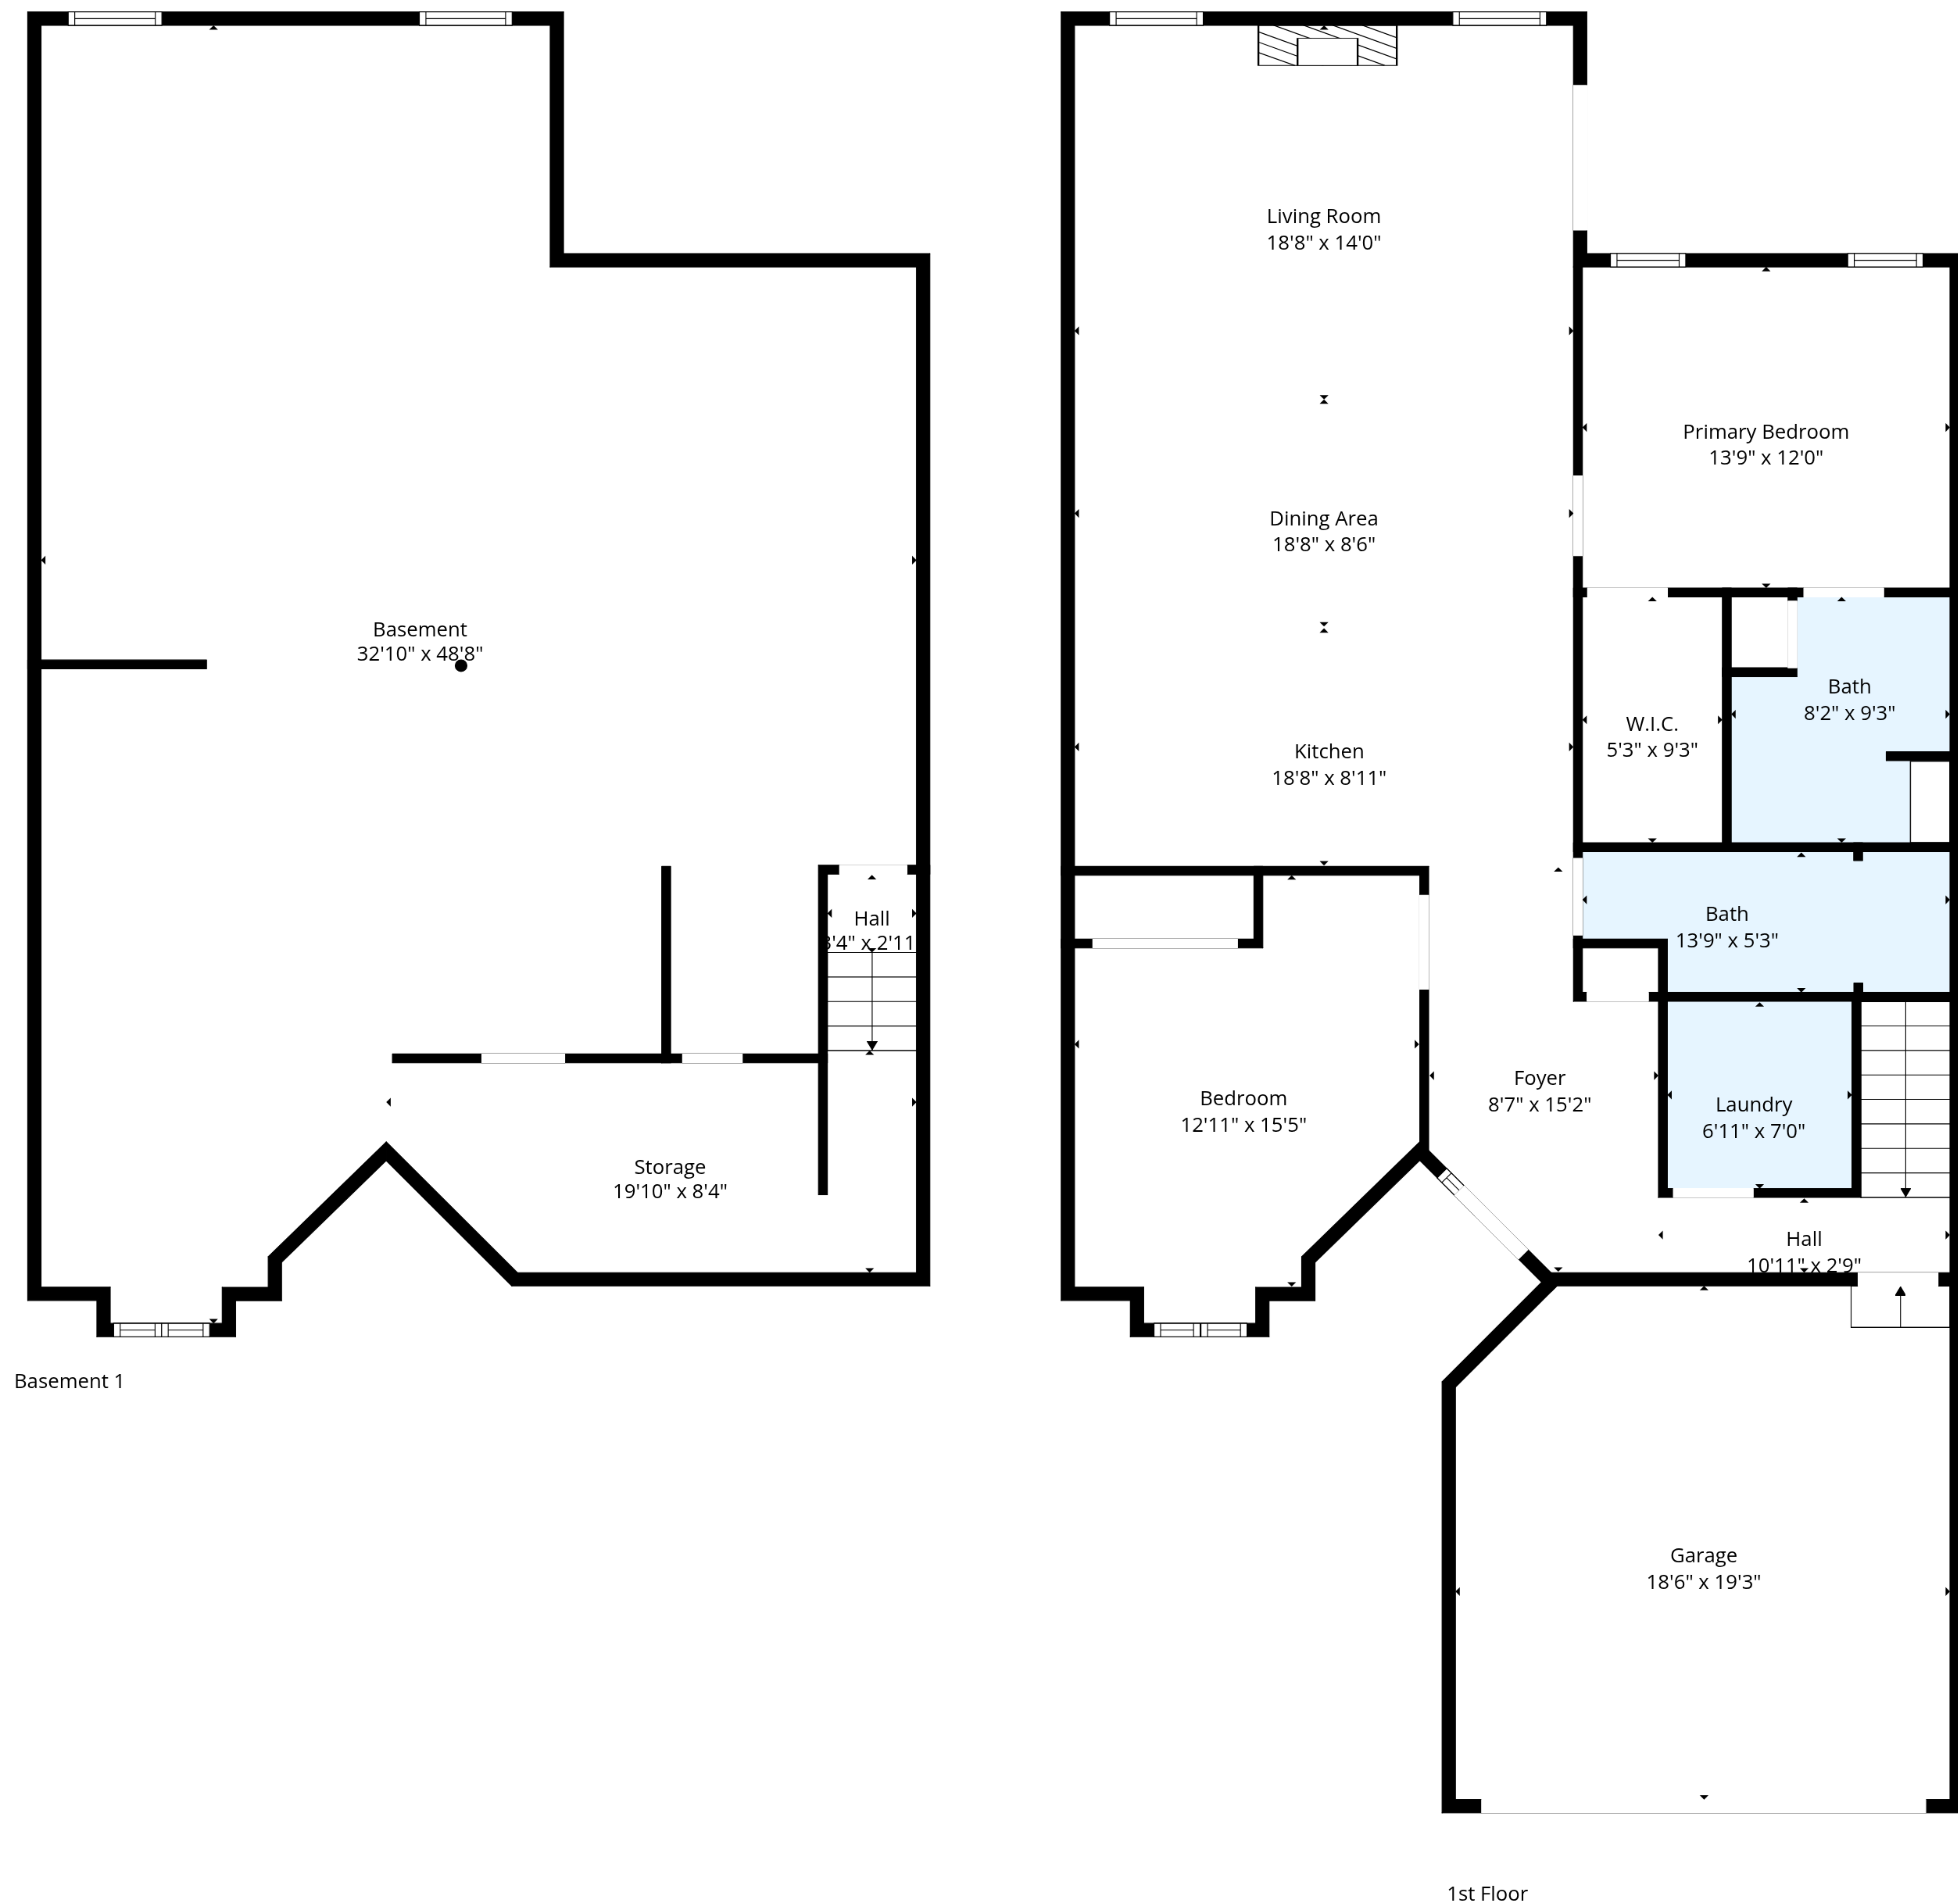 Basement
32'10" x 48'8"
Hall
3'4" x 2'11
Storage
19'10" x 8'4"
Basement 1
Living Room
18'8" x 14'0"
Primary Bedroom
13'9" x 12'0"
Dining Area
18'8" x 8'6"
Kitchen
18'8" x 8'11"
W.I.C.
5'3" x 9'3"
Bath
8'2" x 9'3"
Bath
13'9" x 5'3"
Bedroom
12'11" x 15'5"
Foyer
8'7" x 15'2"
Laundry
6'11" x 7'0"
Hall
10'11" x 2'9"
Garage
18'6" x 19'3"
1st Floor